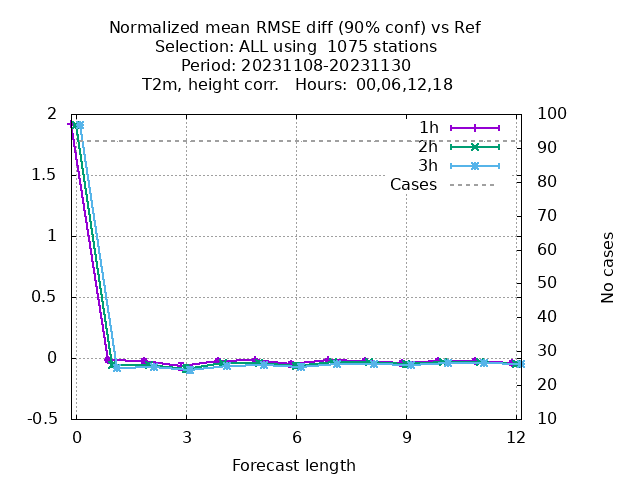 Normalized mean RMSE diff (90% conf) vs Ref
Selection: ALL using  1075 stations
Period: 20231108-20231130
T2m, height corr.   Hours: 00,06,12,18
2
1.5
1
0.5
0
-0.5
1h
2h
3h
Cases
100
90
80
70
60
50
40
30
20
10
No cases
0
3
6
9
12
Forecast length